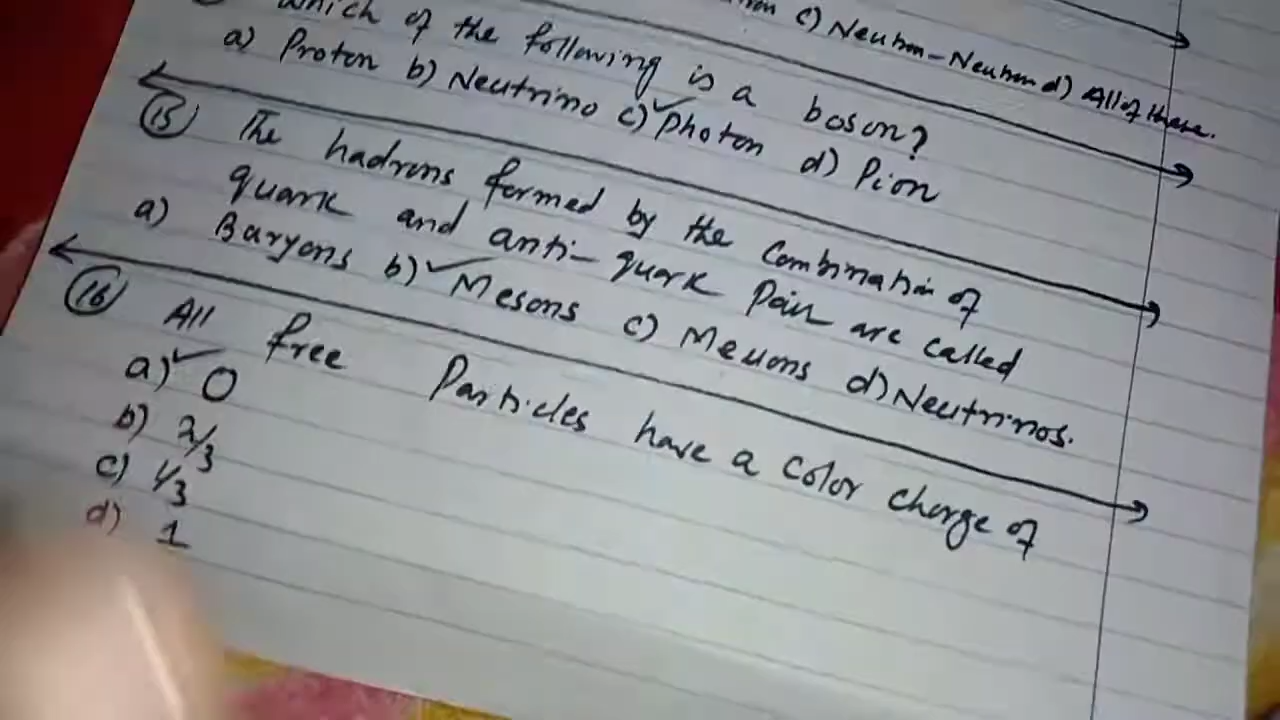 c) Neutron-Neutron d) All of these.
Which of the following is a boson?
a) Proton b) Neutrino c) Photon d) Pion
15 The hadrons formed by the Combination of
quark and anti-quark Pair are called
a) Baryons b) Mesons c) Meuons d) Neutrinos.
16 All free Particles have a Color charge of
a) 0
b) 2/3
c) 1/3
d) 1